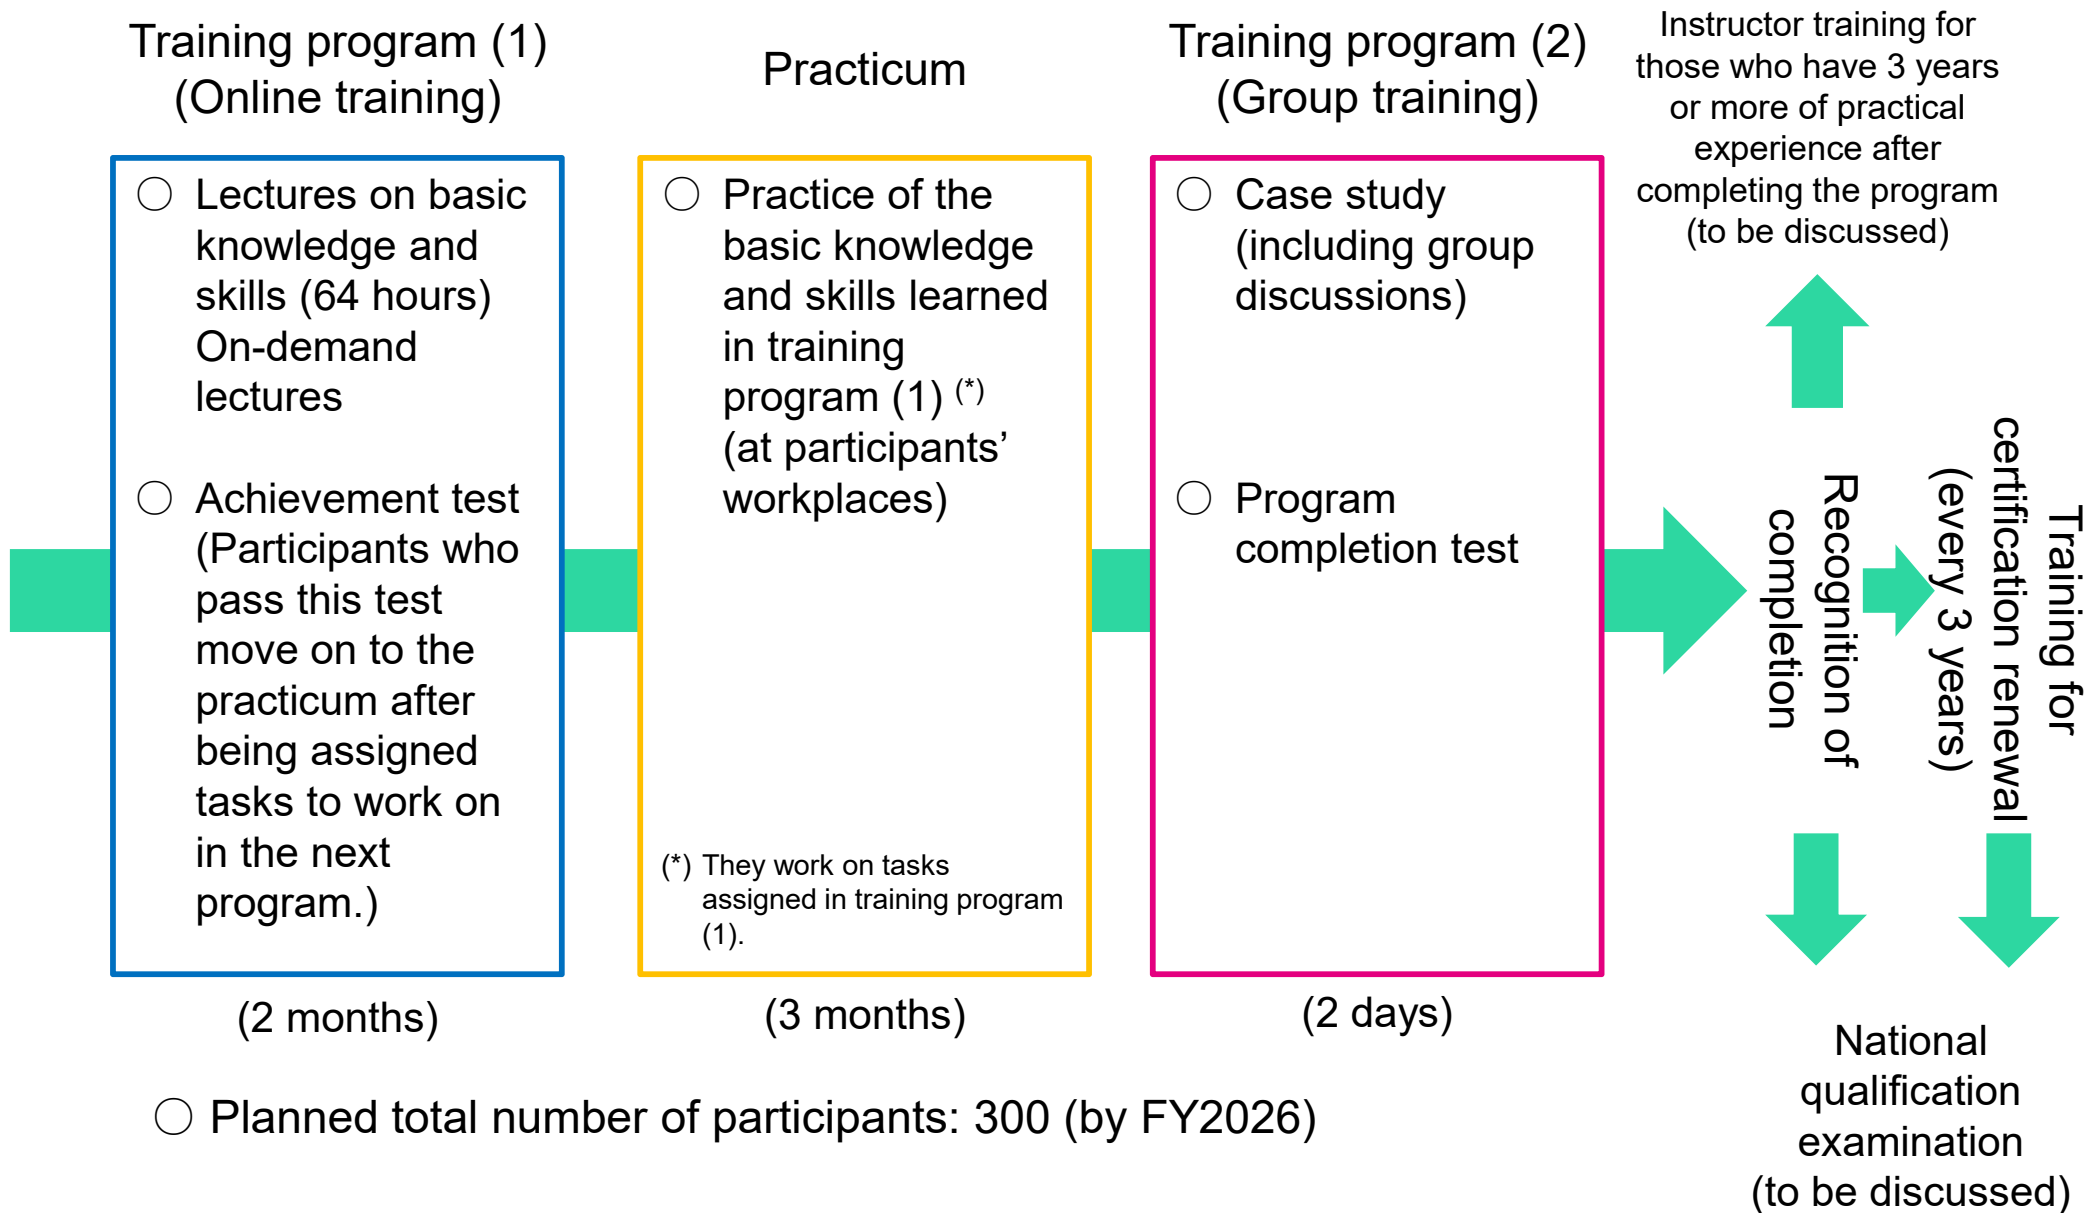 Training program (1)
(Online training)
〇 Lectures on basic
knowledge and
skills (64 hours)
On-demand
lectures
〇 Achievement test
(Participants who
pass this test
move on to the
practicum after
being assigned
tasks to work on
in the next
program.)
(2 months)
Practicum
〇 Practice of the
basic knowledge
and skills learned
in training
program (1) (*)
(at participants’
workplaces)
(*) They work on tasks
assigned in training program
(1).
(3 months)
Training program (2)
(Group training)
〇 Case study
(including group
discussions)
〇 Program
completion test
(2 days)
Instructor training for
those who have 3 years
or more of practical
experience after
completing the program
(to be discussed)
Recognition of
completion
Training for
certification renewal
(every 3 years)
National
qualification
examination
(to be discussed)
〇 Planned total number of participants: 300 (by FY2026)